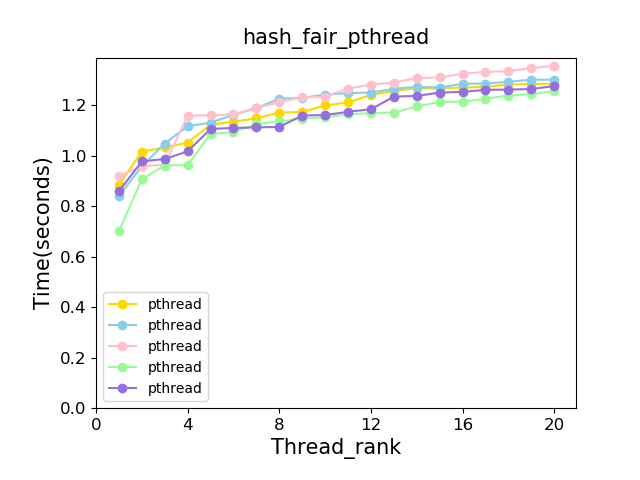 hash_fair_pthread
Time(seconds)
1.2
1.0
0.8
0.6
0.4
0.2
0.0
pthread
pthread
pthread
pthread
pthread
0 4 8 12 16 20
Thread_rank